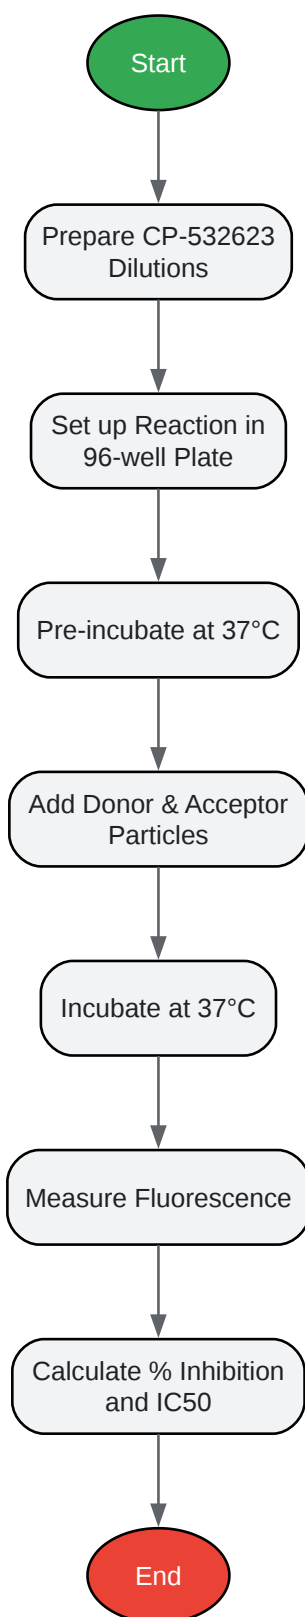 Start
Prepare CP-532623
Dilutions
Set up Reaction in
96-well Plate
Pre-incubate at 37°C
Add Donor & Acceptor
Particles
Incubate at 37°C
Measure Fluorescence
Calculate % Inhibition
and IC50
End